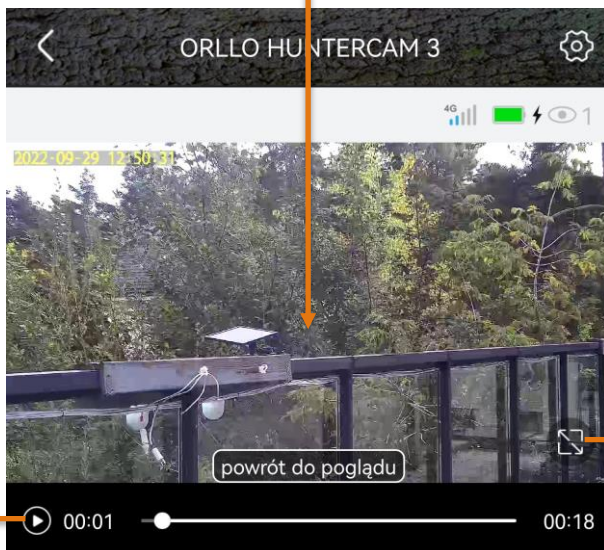 ORLLO HUNTERCAM 3
4G
1
2022-09-29 12:50:31
powrót do poglądu
00:01
00:18